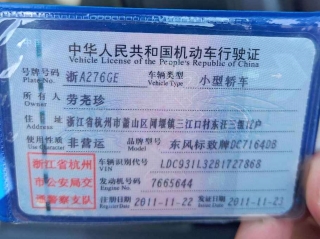 中华人民共和国机动车行驶证
Vehicle License of the People's Republic of China
号牌号码 浙A276GE 车辆类型 小型轿车
Plate No. Vehicle Type
所有人 劳尧珍
Owner
住址 浙江省杭州市萧山区闻堰镇三江口村东汪三组12户
Address
使用性质 非营运 品牌型号 东风标致牌DC7164DB
Use Character Model
浙江省杭州
市公安局交
通警察支队
车辆识别代号 LDC931L32B1727868
VIN
发动机号码 7665644
Engine No.
注册日期 2011-11-22 发证日期 2011-11-23
Register Date Issue Date